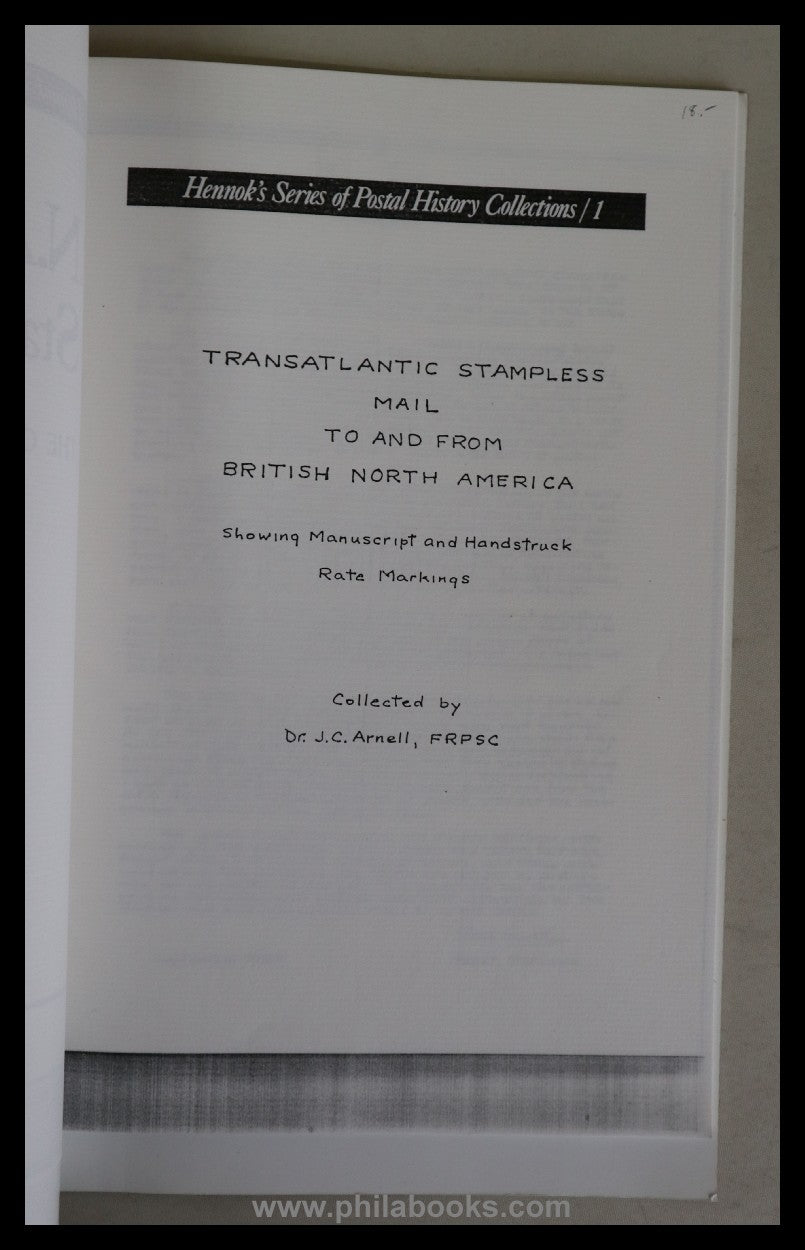 18.-
Hennok's Series of Postal History Collections / 1
TRANSATLANTIC STAMPLESS
MAIL
TO AND FROM
BRITISH NORTH AMERICA
Showing Manuscript and Handstruck
Rate Markings
Collected by
Dr. J.C. Arnell, FRPSC
www.philabooks.com